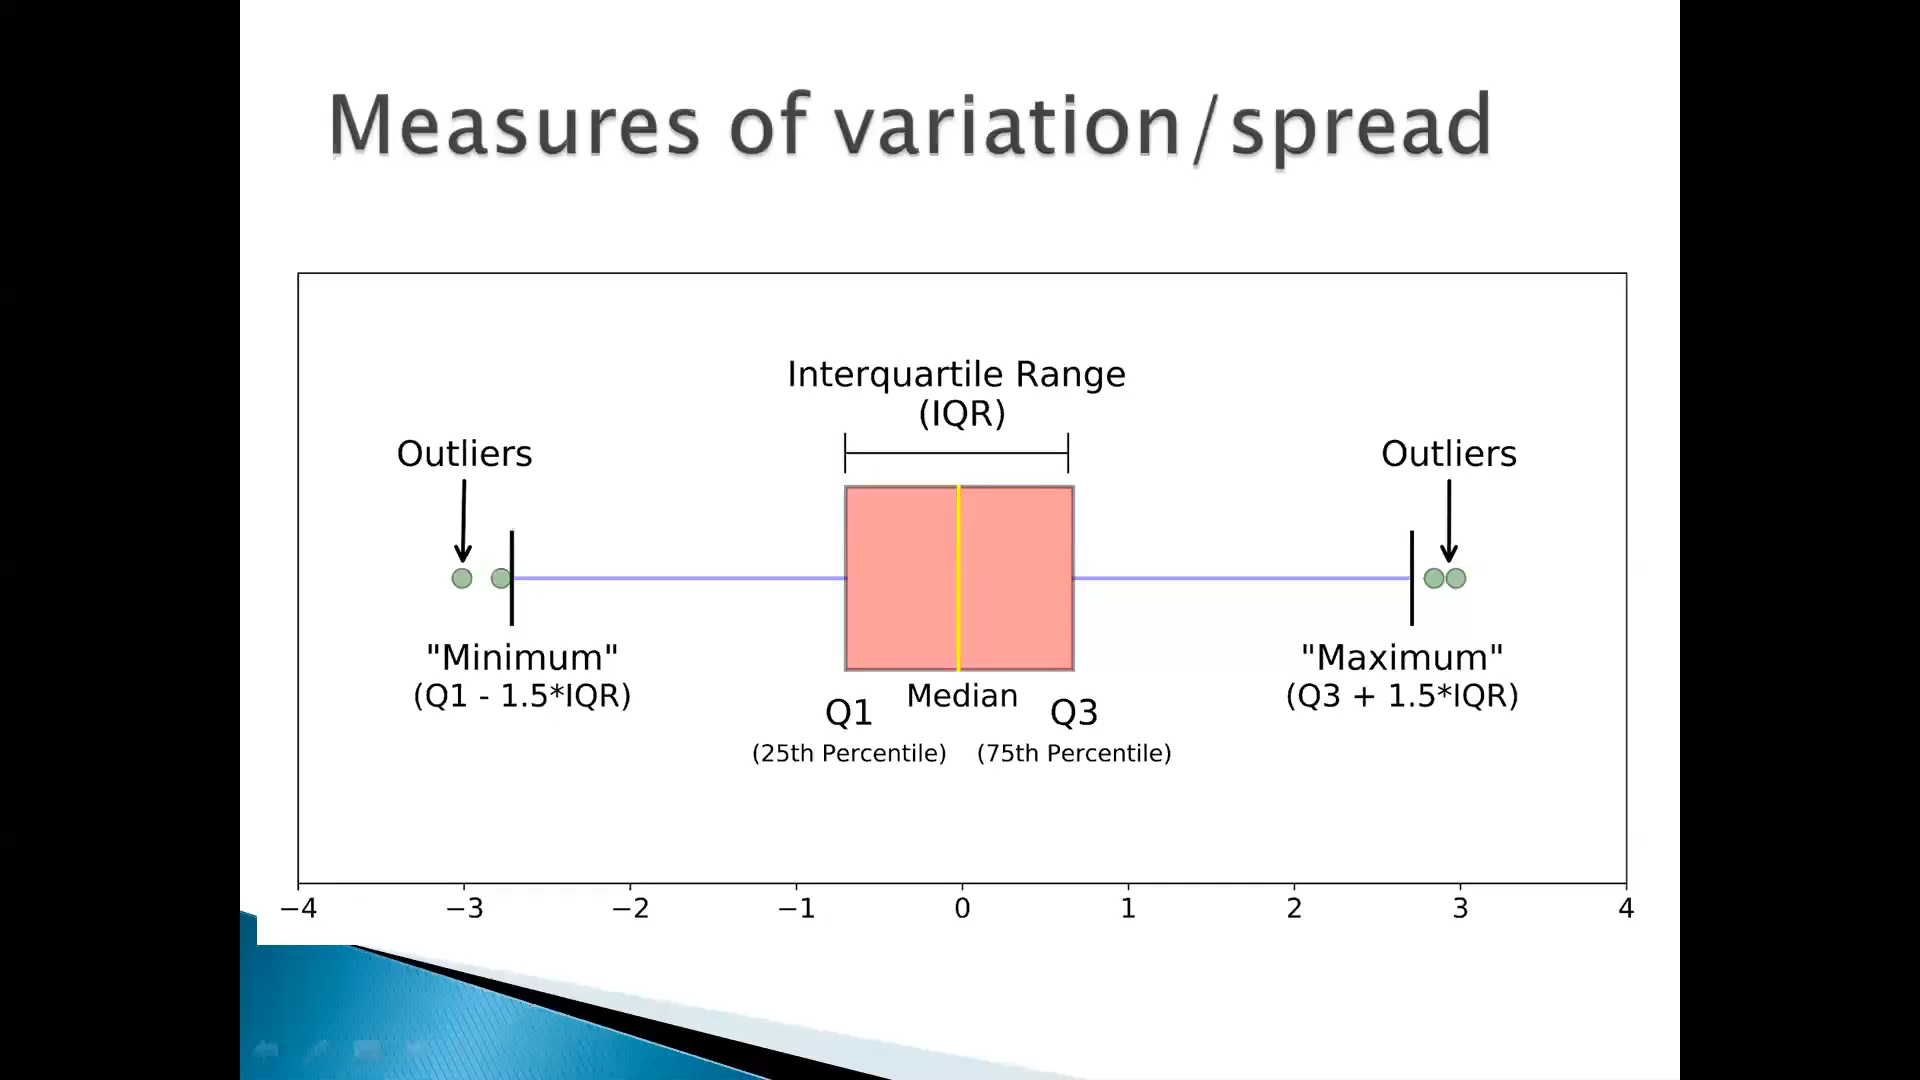 Measures of variation/spread
Interquartile Range
(IQR)
Outliers
Outliers
"Minimum"
(Q1 - 1.5*IQR)
"Maximum"
(Q3 + 1.5*IQR)
Median
Q1
Q3
(25th Percentile)
(75th Percentile)
−4 −3 −2 −1 0 1 2 3 4